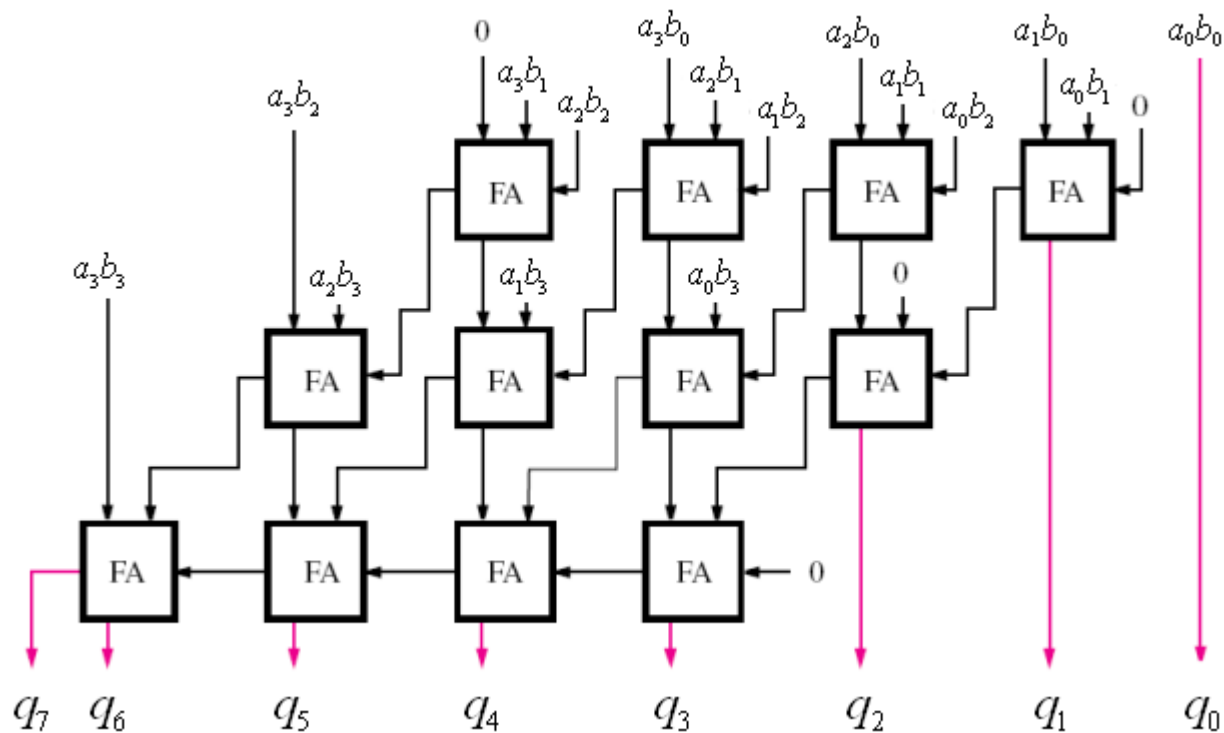 0 a₃b₀ a₂b₀ a₁b₀ a₀b₀
a₃b₂ a₃b₁ a₂b₂ a₂b₁ a₁b₂ a₁b₁ a₀b₂ a₀b₁ 0
FA FA FA FA
a₃b₃ a₂b₃ a₁b₃ a₀b₃ 0
FA FA FA FA
FA FA FA FA 0
q₇ q₆ q₅ q₄ q₃ q₂ q₁ q₀